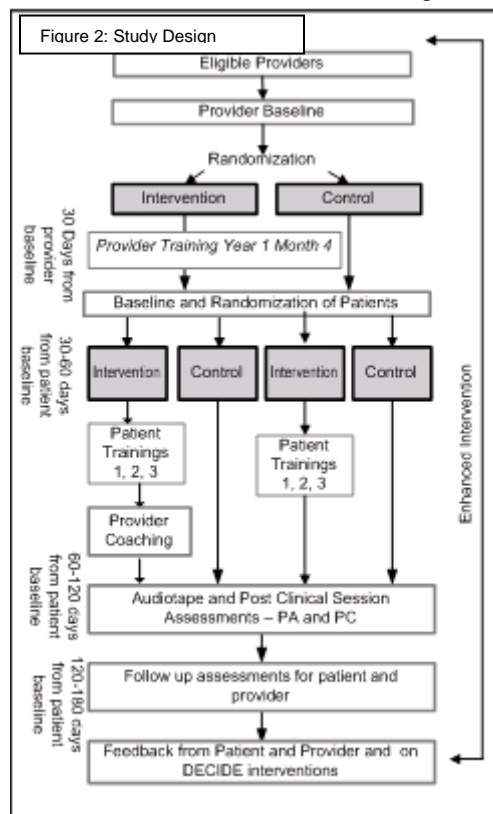 Figure 2: Study Design
Eligible Providers
Provider Baseline
Randomization
Intervention
Control
30 Days from
provider
baseline
Provider Training Year 1 Month 4
Baseline and Randomization of Patients
30-60 days
from patient
baseline
Intervention
Control
Intervention
Control
Patient
Trainings
1, 2, 3
Patient
Trainings
1, 2, 3
Provider
Coaching
Enhanced Intervention
60-120 days
from patient
baseline
Audiotape and Post Clinical Session
Assessments – PA and PC
120-180 days
from patient
baseline
Follow up assessments for patient and
provider
Feedback from Patient and Provider and on
DECIDE interventions